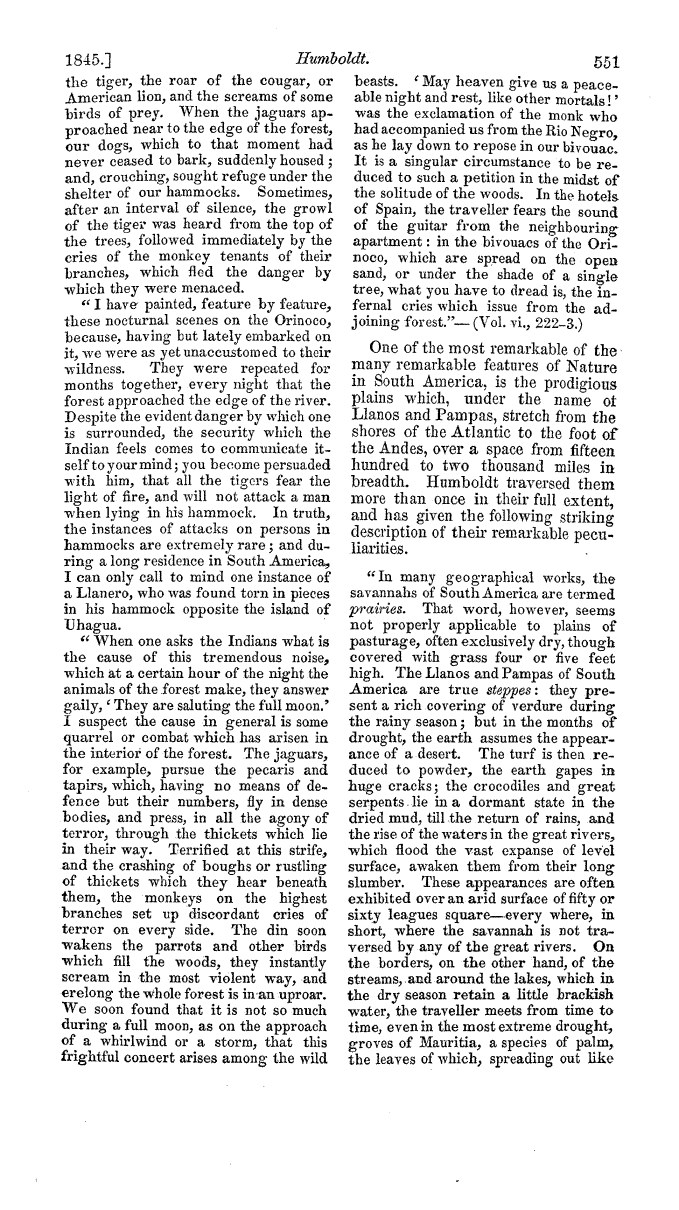 1845.] Humboldt. 551
the tiger, the roar of the cougar, or
American lion, and the screams of some
birds of prey. When the jaguars ap-
proached near to the edge of the forest,
our dogs, which to that moment had
never ceased to bark, suddenly housed;
and, crouching, sought refuge under the
shelter of our hammocks. Sometimes,
after an interval of silence, the growl
of the tiger was heard from the top of
the trees, followed immediately by the
cries of the monkey tenants of their
branches, which fled the danger by
which they were menaced.
"I have painted, feature by feature,
these nocturnal scenes on the Orinoco,
because, having but lately embarked on
it, we were as yet unaccustomed to their
wildness. They were repeated for
months together, every night that the
forest approached the edge of the river.
Despite the evident danger by which one
is surrounded, the security which the
Indian feels comes to communicate it-
self to your mind; you become persuaded
with him, that all the tigers fear the
light of fire, and will not attack a man
when lying in his hammock. In truth,
the instances of attacks on persons in
hammocks are extremely rare; and du-
ring a long residence in South America,
I can only call to mind one instance of
a Llanero, who was found torn in pieces
in his hammock opposite the island of
Uhagua.
"When one asks the Indians what is
the cause of this tremendous noise,
which at a certain hour of the night the
animals of the forest make, they answer
gaily, 'They are saluting the full moon.'
I suspect the cause in general is some
quarrel or combat which has arisen in
the interior of the forest. The jaguars,
for example, pursue the pecaris and
tapirs, which, having no means of de-
fence but their numbers, fly in dense
bodies, and press, in all the agony of
terror, through the thickets which lie
in their way. Terrified at this strife,
and the crashing of boughs or rustling
of thickets which they hear beneath
them, the monkeys on the highest
branches set up discordant cries of
terror on every side. The din soon
wakens the parrots and other birds
which fill the woods, they instantly
scream in the most violent way, and
erelong the whole forest is in an uproar.
We soon found that it is not so much
during a full moon, as on the approach
of a whirlwind or a storm, that this
frightful concert arises among the wild
beasts. 'May heaven give us a peace-
able night and rest, like other mortals!'
was the exclamation of the monk who
had accompanied us from the Rio Negro,
as he lay down to repose in our bivouac.
It is a singular circumstance to be re-
duced to such a petition in the midst of
the solitude of the woods. In the hotels
of Spain, the traveller fears the sound
of the guitar from the neighbouring
apartment: in the bivouacs of the Ori-
noco, which are spread on the open
sand, or under the shade of a single
tree, what you have to dread is, the in-
fernal cries which issue from the ad-
joining forest."—(Vol. vi., 222-3.)
One of the most remarkable of the
many remarkable features of Nature
in South America, is the prodigious
plains which, under the name of
Llanos and Pampas, stretch from the
shores of the Atlantic to the foot of
the Andes, over a space from fifteen
hundred to two thousand miles in
breadth. Humboldt traversed them
more than once in their full extent,
and has given the following striking
description of their remarkable pecu-
liarities.
"In many geographical works, the
savannahs of South America are termed
prairies. That word, however, seems
not properly applicable to plains of
pasturage, often exclusively dry, though
covered with grass four or five feet
high. The Llanos and Pampas of South
America are true steppes: they pre-
sent a rich covering of verdure during
the rainy season; but in the months of
drought, the earth assumes the appear-
ance of a desert. The turf is then re-
duced to powder, the earth gapes in
huge cracks; the crocodiles and great
serpents lie in a dormant state in the
dried mud, till the return of rains, and
the rise of the waters in the great rivers,
which flood the vast expanse of level
surface, awaken them from their long
slumber. These appearances are often
exhibited over an arid surface of fifty or
sixty leagues square—every where, in
short, where the savannah is not tra-
versed by any of the great rivers. On
the borders, on the other hand, of the
streams, and around the lakes, which in
the dry season retain a little brackish
water, the traveller meets from time to
time, even in the most extreme drought,
groves of Mauritia, a species of palm,
the leaves of which, spreading out like